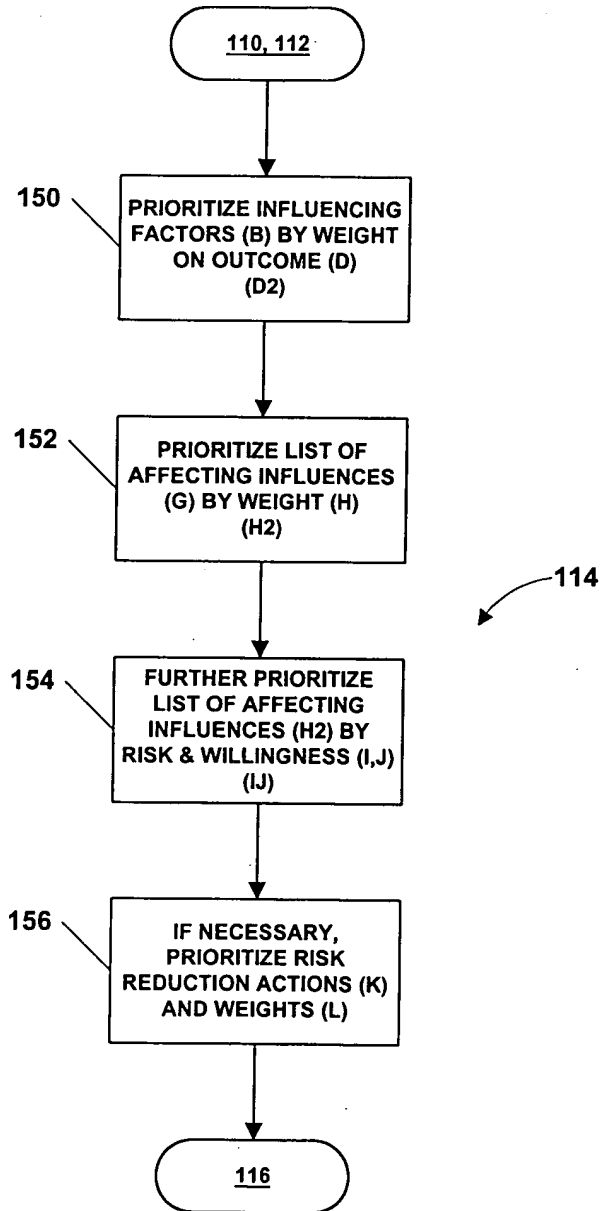 110, 112
150
PRIORITIZE INFLUENCING
FACTORS (B) BY WEIGHT
ON OUTCOME (D)
(D2)
152
PRIORITIZE LIST OF
AFFECTING INFLUENCES
(G) BY WEIGHT (H)
(H2)
114
154
FURTHER PRIORITIZE
LIST OF AFFECTING
INFLUENCES (H2) BY
RISK & WILLINGNESS (I,J)
(IJ)
156
IF NECESSARY,
PRIORITIZE RISK
REDUCTION ACTIONS (K)
AND WEIGHTS (L)
116